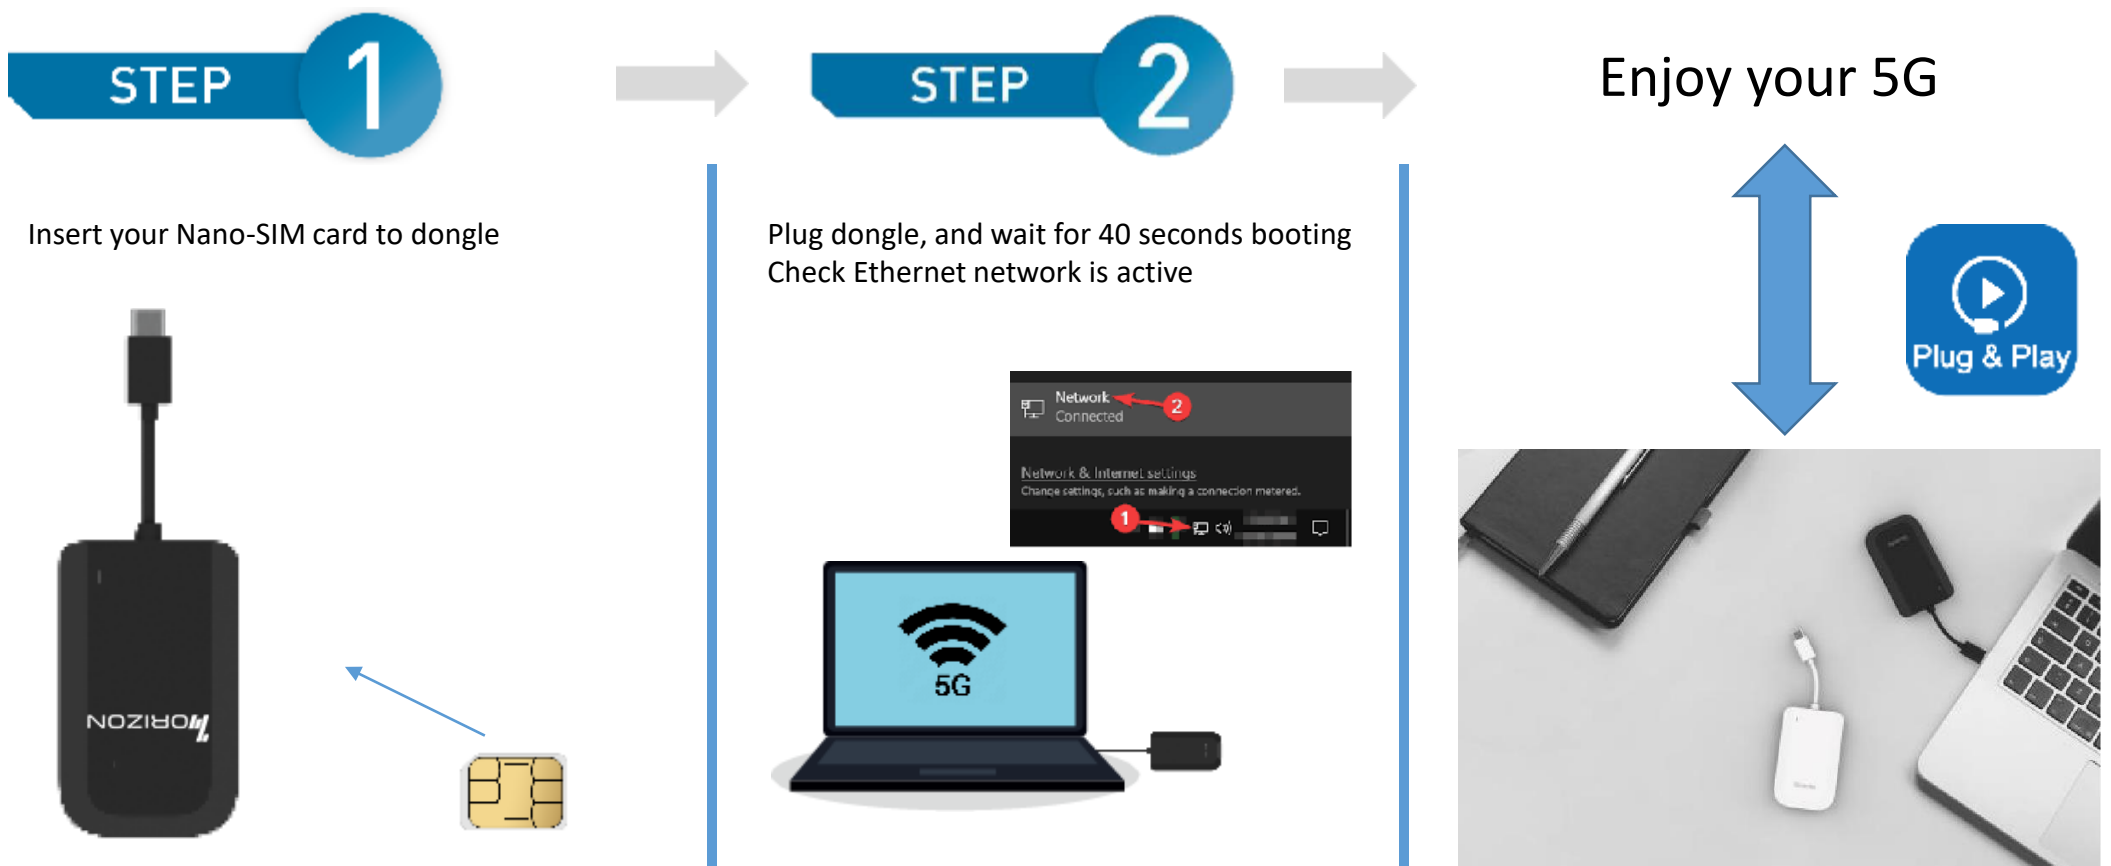 STEP 1
STEP 2
Enjoy your 5G
Insert your Nano-SIM card to dongle
HORIZON
Plug dongle, and wait for 40 seconds booting
Check Ethernet network is active
Network
2
Connected
Network & Internet settings
Change settings, such as making a connection metered.
1
5G
Plug & Play